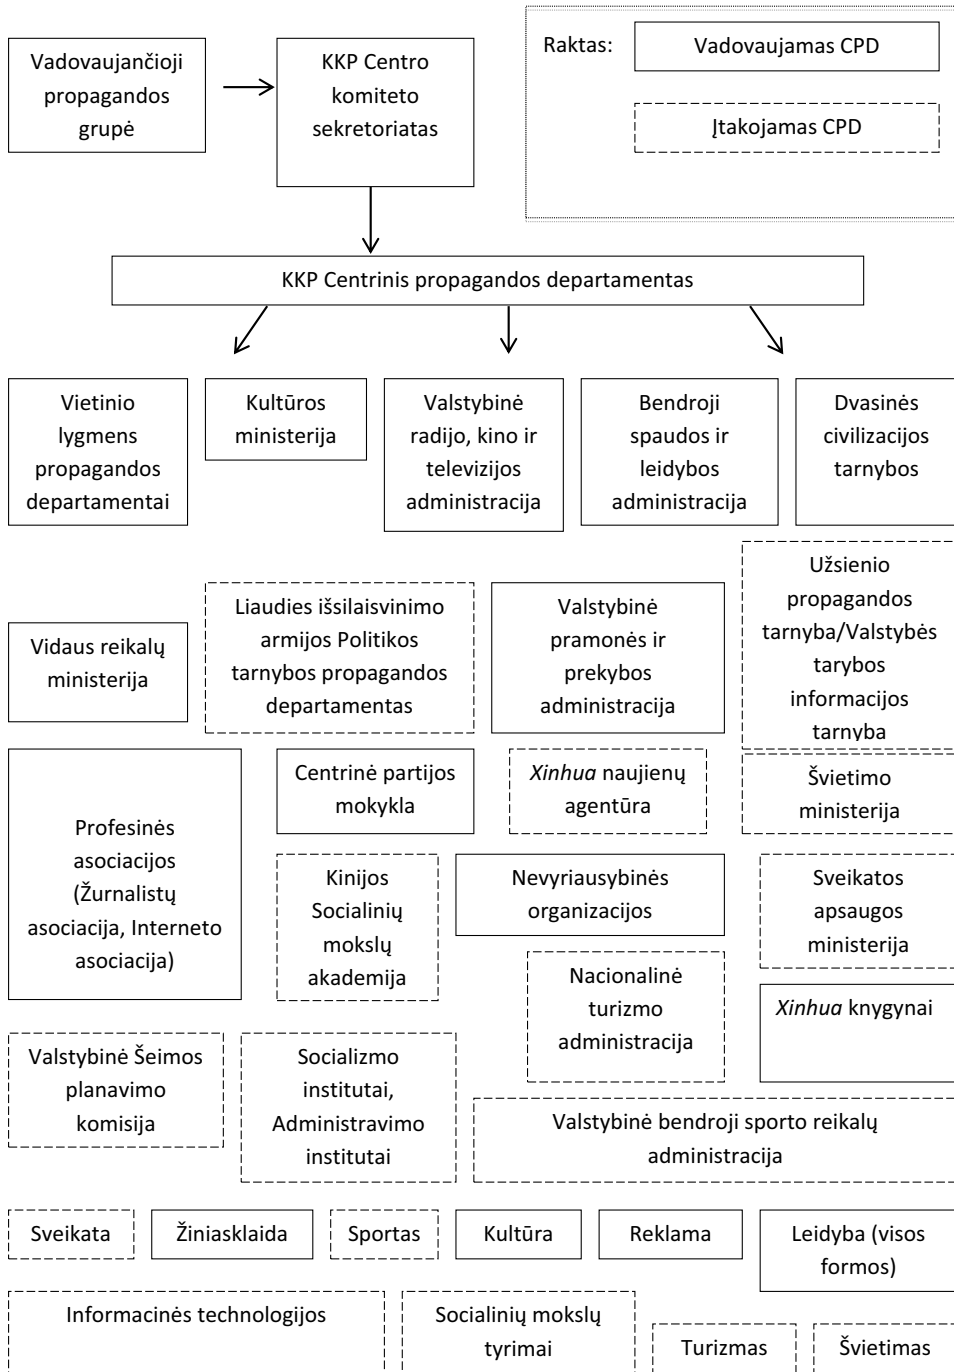 Vadovaujančioji
propagandos
grupė
KKP Centro
komiteto
sekretoriatas
Raktas:
Vadovaujamas CPD
Įtakojamas CPD
KKP Centrinis propagandos departamentas
Vietinio
lygmens
propagandos
departamentai
Kultūros
ministerija
Valstybinė
radijo, kino ir
televizijos
administracija
Bendroji
spaudos ir
leidybos
administracija
Dvasinės
civilizacijos
tarnybos
Vidaus reikalų
ministerija
Liaudies išsilaisvinimo
armijos Politikos
tarnybos propagandos
departamentas
Valstybinė
pramonės ir
prekybos
administracija
Užsienio
propagandos
tarnyba/Valstybės
tarybos
informacijos
tarnyba
Profesinės
asociacijos
(Žurnalistų
asociacija, Interneto
asociacija)
Centrinė partijos
mokykla
Xinhua naujienų
agentūra
Švietimo
ministerija
Kinijos
Socialinių
mokslų
akademija
Nevyriausybinės
organizacijos
Sveikatos
apsaugos
ministerija
Nacionalinė
turizmo
administracija
Xinhua knygynai
Valstybinė Šeimos
planavimo
komisija
Socializmo
institutai,
Administravimo
institutai
Valstybinė bendroji sporto reikalų
administracija
Sveikata
Žiniasklaida
Sportas
Kultūra
Reklama
Leidyba (visos
formos)
Informacinės technologijos
Socialinių mokslų
tyrimai
Turizmas
Švietimas